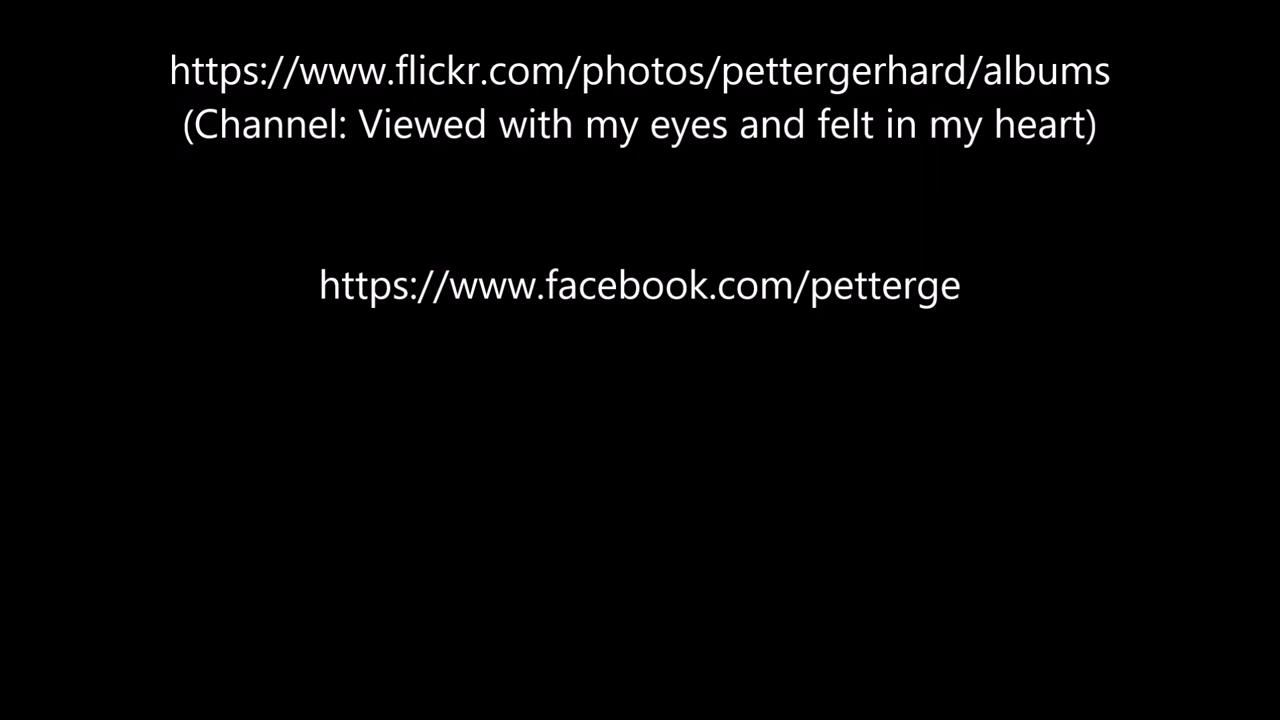 https://www.flickr.com/photos/pettergerhard/albums
(Channel: Viewed with my eyes and felt in my heart)
https://www.facebook.com/petterge